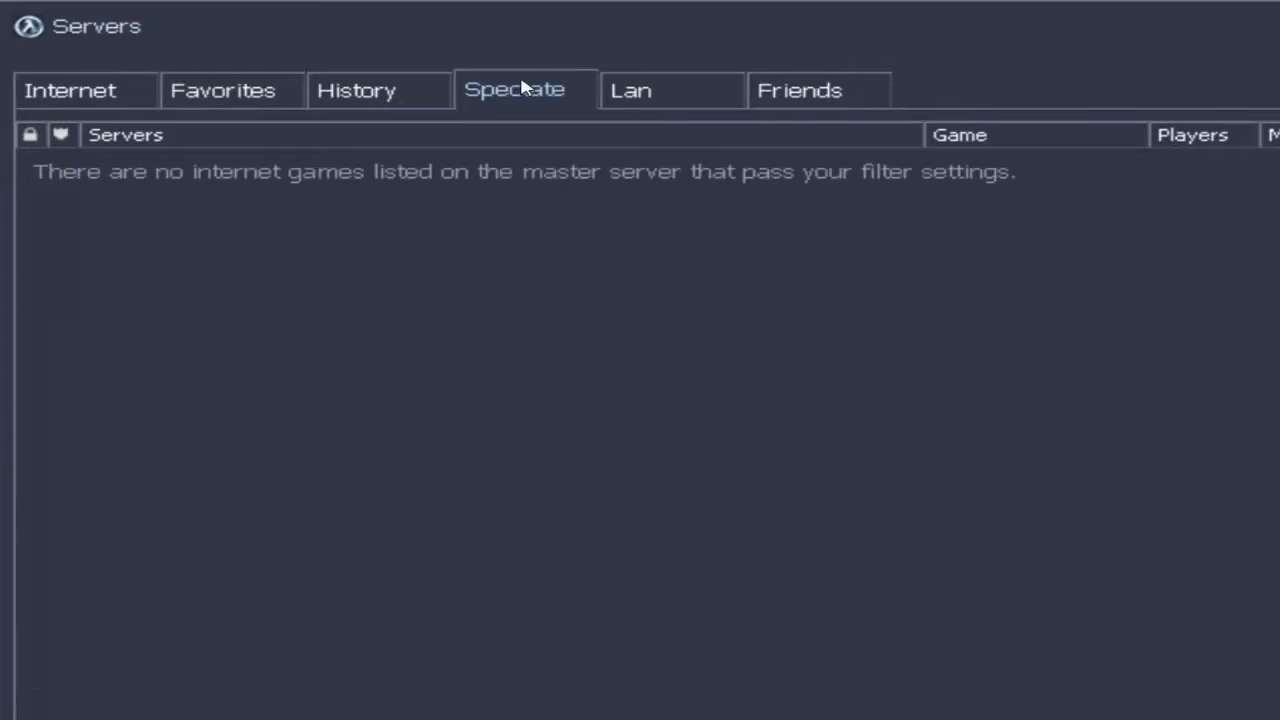 Servers
Internet Favorites History Spectate Lan Friends
Servers Game Players M
There are no internet games listed on the master server that pass your filter settings.